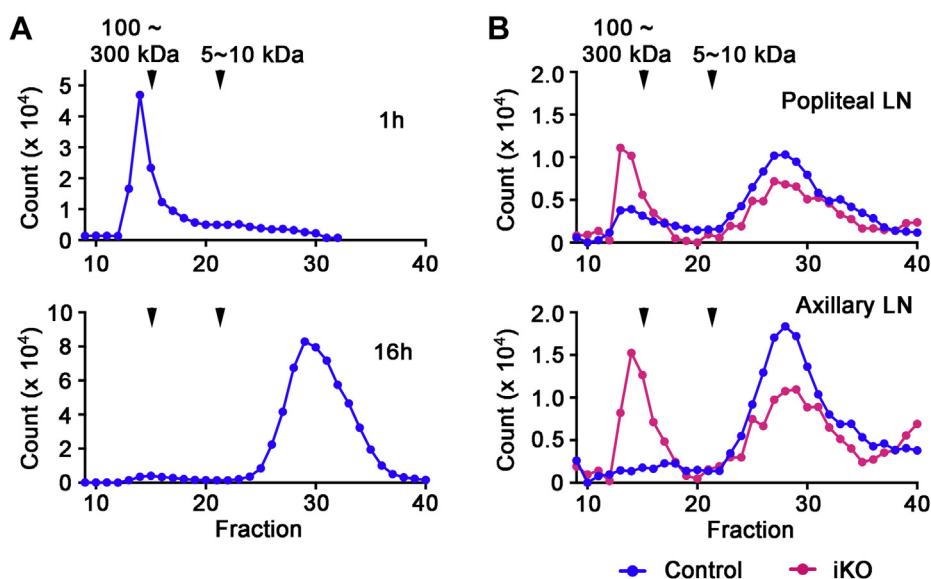 A
100 ~
300 kDa
5~10 kDa
Count (x 10⁴)
5
4
3
2
1
0
1h
10 20 30 40
Count (x 10⁴)
10
8
6
4
2
0
16h
10 20 30 40
Fraction
B
100 ~
300 kDa
5~10 kDa
Count (x 10⁴)
2.0
1.5
1.0
0.5
0
Popliteal LN
10 20 30 40
Count (x 10⁴)
2.0
1.5
1.0
0.5
0
Axillary LN
10 20 30 40
Fraction
Control iKO